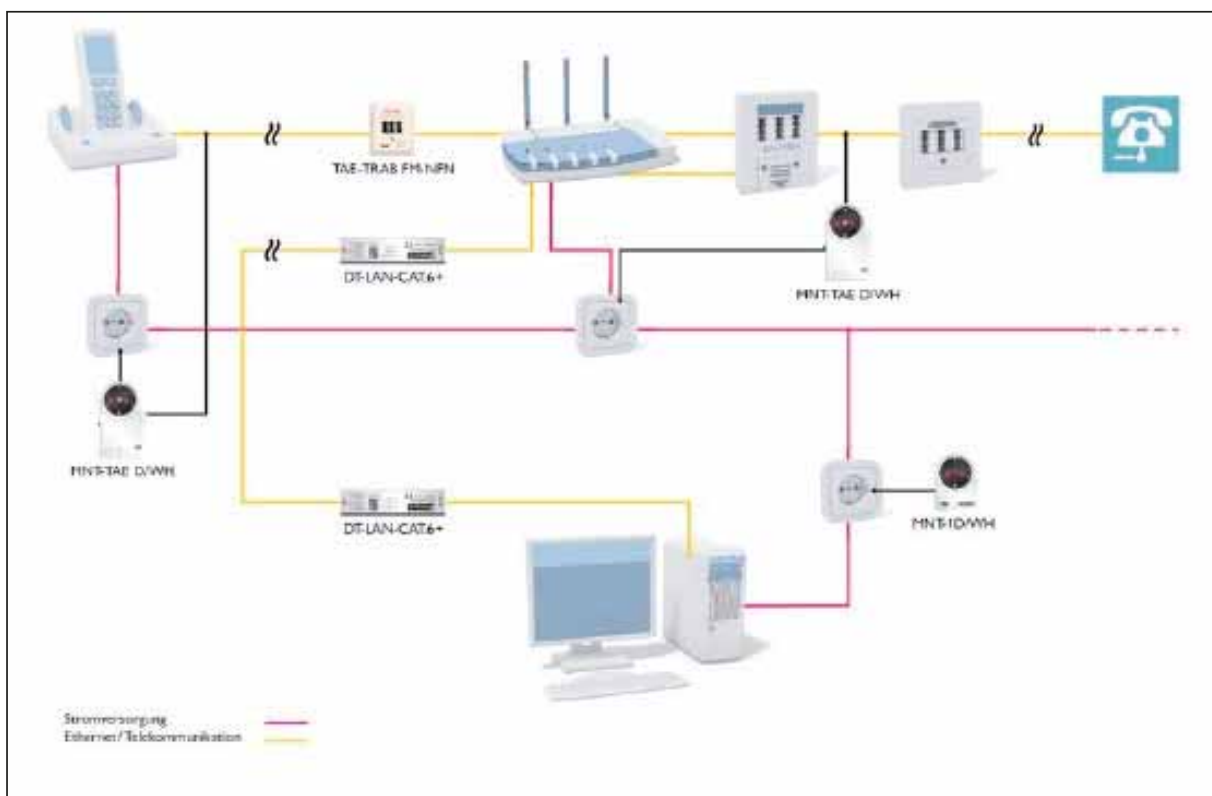 TAE-TRAB FM-NFN
DT-LAN-CAT.6+
MNT-TAE D/WH
MNT-TAE D/WH
DT-LAN-CAT.6+
MNT-1D/WH
Stromversorgung
Ethernet/Telekommunikation